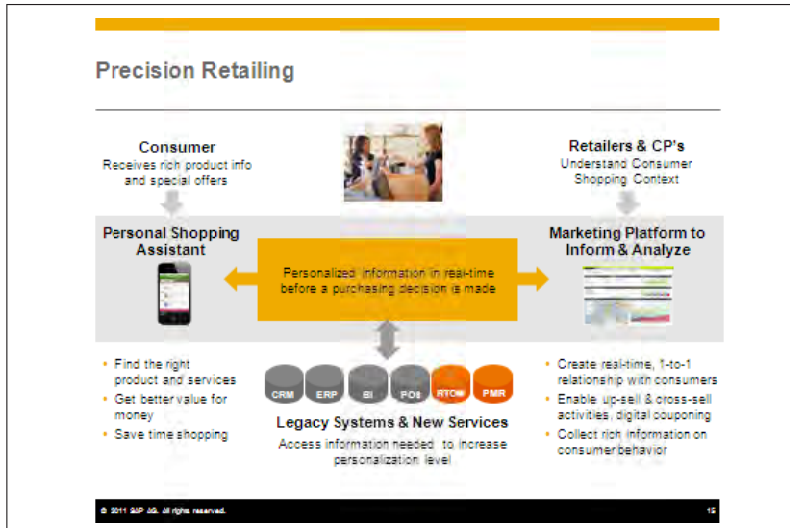 Precision Retailing
Consumer
Receives rich product info
and special offers
Retailers & CP's
Understand Consumer
Shopping Context
Personal Shopping
Assistant
Personalized information in real-time
before a purchasing decision is made
Marketing Platform to
Inform & Analyze
• Find the right
product and services
• Get better value for
money
• Save time shopping
CRM ERP BI POS PMR
Legacy Systems & New Services
Access information needed to increase
personalization level
• Create real-time, 1-to-1
relationship with consumers
• Enable up-sell & cross-sell
activities, digital couponing
• Collect rich information on
consumer behavior
© 2011 SAP AG. All rights reserved.
15